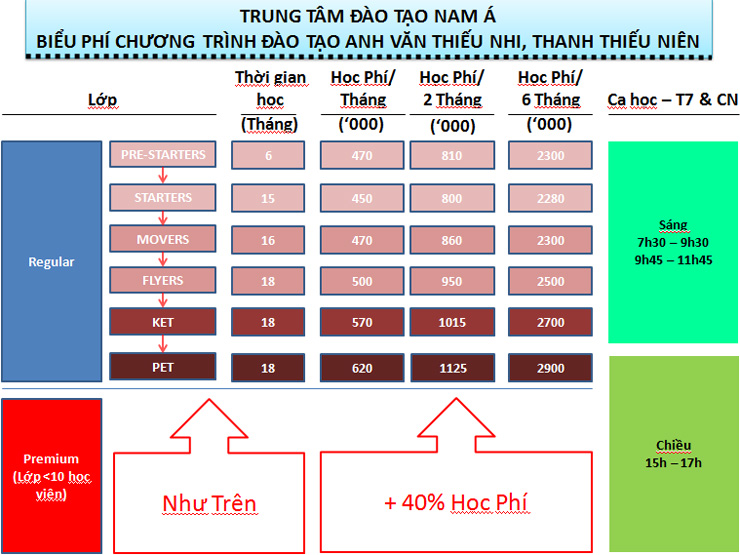 TRUNG TÂM ĐÀO TẠO NAM Á
BIỂU PHÍ CHƯƠNG TRÌNH ĐÀO TẠO ANH VĂN THIẾU NHI, THANH THIẾU NIÊN
Lớp
Thời gian
học
(Tháng)
Học Phí/
Tháng
(‘000)
Học Phí/
2 Tháng
(‘000)
Học Phí/
6 Tháng
(‘000)
Ca học – T7 & CN
Regular
PRE-STARTERS 6 470 810 2300
STARTERS 15 450 800 2280
MOVERS 16 470 860 2300
FLYERS 18 500 950 2500
KET 18 570 1015 2700
PET 18 620 1125 2900
Sáng
7h30 – 9h30
9h45 – 11h45
Premium
(Lớp <10 học
viên)
Như Trên
+ 40% Học Phí
Chiều
15h – 17h